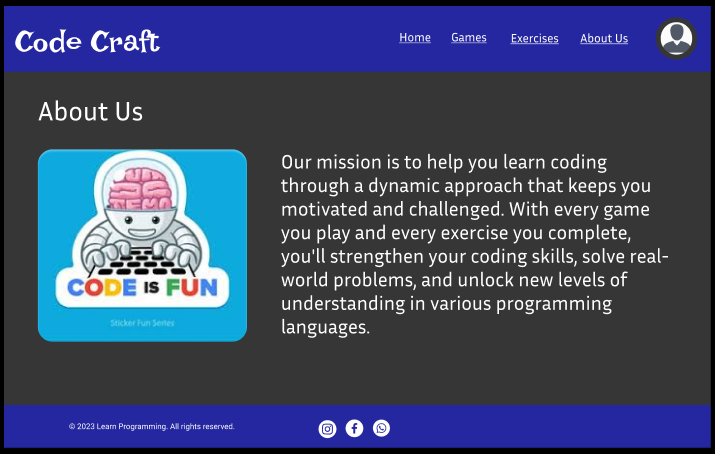 Code Craft
Home Games Exercises About Us
About Us
CODE IS FUN
Sticker Fun Series
Our mission is to help you learn coding
through a dynamic approach that keeps you
motivated and challenged. With every game
you play and every exercise you complete,
you'll strengthen your coding skills, solve real-
world problems, and unlock new levels of
understanding in various programming
languages.
© 2023 Learn Programming. All rights reserved.